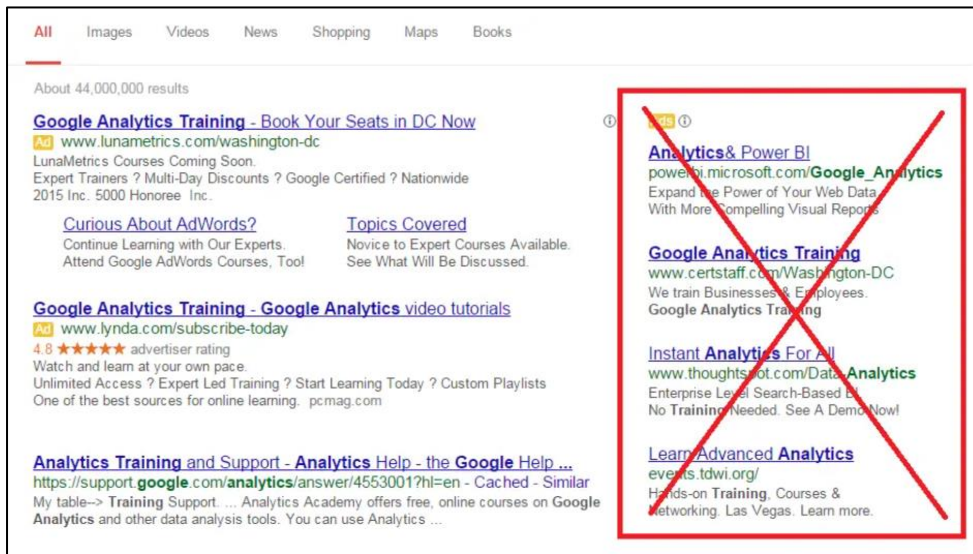 All Images Videos News Shopping Maps Books
About 44,000,000 results
Google Analytics Training - Book Your Seats in DC Now
Ad www.lunametrics.com/washington-dc
LunaMetrics Courses Coming Soon.
Expert Trainers ? Multi-Day Discounts ? Google Certified ? Nationwide
2015 Inc. 5000 Honoree Inc.
Curious About AdWords?
Continue Learning with Our Experts.
Attend Google AdWords Courses, Too!
Topics Covered
Novice to Expert Courses Available.
See What Will Be Discussed.
Google Analytics Training - Google Analytics video tutorials
Ad www.lynda.com/subscribe-today
4.8 ★★★★★ advertiser rating
Watch and learn at your own pace.
Unlimited Access ? Expert Led Training ? Start Learning Today ? Custom Playlists
One of the best sources for online learning. pcmag.com
Analytics Training and Support - Analytics Help - the Google Help ...
https://support.google.com/analytics/answer/4553001?hl=en - Cached - Similar
My table--> Training Support. ... Analytics Academy offers free, online courses on Google
Analytics and other data analysis tools. You can use Analytics ...
Ads
Analytics& Power BI
powerbi.microsoft.com/Google_Analytics
Expand the Power of Your Web Data
With More Compelling Visual Reports
Google Analytics Training
www.certstaff.com/Washington-DC
We train Businesses & Employees.
Google Analytics Training
Instant Analytics For All
www.thoughtspot.com/Data-Analytics
Enterprise Level Search-Based BI
No Training Needed. See A Demo Now!
Learn Advanced Analytics
events.tdwi.org/
Hands-on Training, Courses &
Networking. Las Vegas. Learn more.